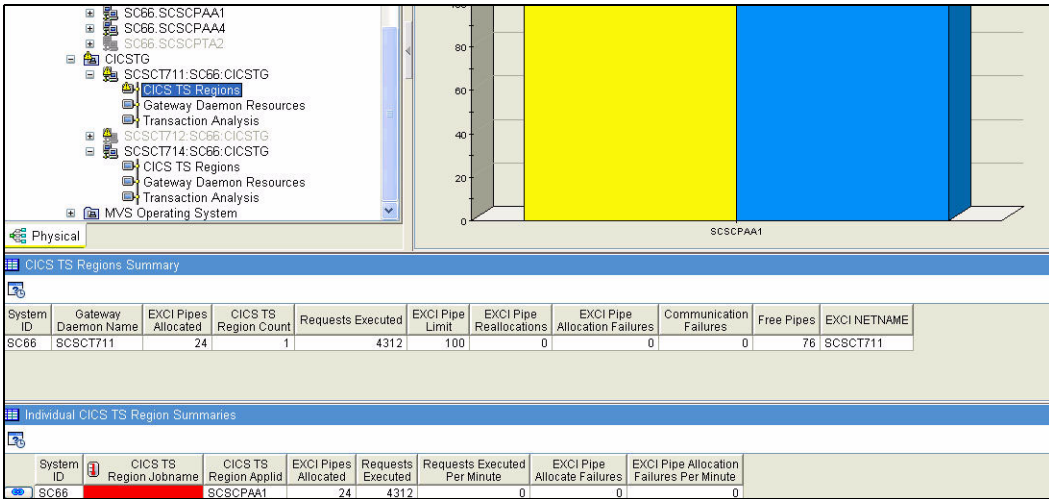 SC66.SCSCPAA1
SC66.SCSCPAA4
SC66.SCSCPTA2
CICSTG
SCSCT711:SC66:CICSTG
CICS TS Regions
Gateway Daemon Resources
Transaction Analysis
SCSCT712:SC66:CICSTG
SCSCT714:SC66:CICSTG
CICS TS Regions
Gateway Daemon Resources
Transaction Analysis
MVS Operating System
Physical
100
80
60
40
20
0
SCSCPAA1
CICS TS Regions Summary
System ID Gateway Daemon Name EXCI Pipes Allocated CICS TS Region Count Requests Executed EXCI Pipe Limit EXCI Pipe Reallocations EXCI Pipe Allocation Failures Communication Failures Free Pipes EXCI NETNAME
SC66 SCSCT711 24 1 4312 100 0 0 0 76 SCSCT711
Individual CICS TS Region Summaries
System ID CICS TS Region Jobname CICS TS Region Applid EXCI Pipes Allocated Requests Executed Requests Executed Per Minute EXCI Pipe Allocate Failures EXCI Pipe Allocation Failures Per Minute
SC66 SCSCPAA1 24 4312 0 0 0